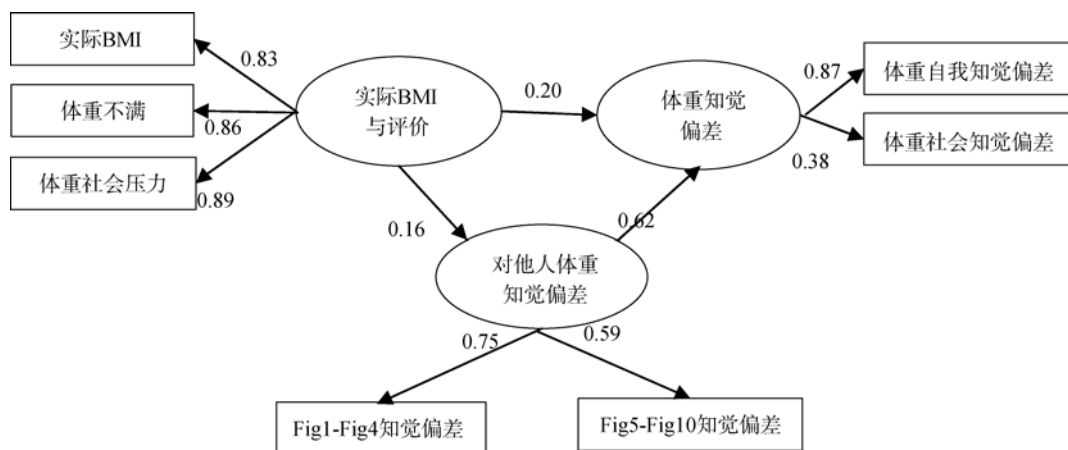 实际BMI
0.83
体重不满
0.86
体重社会压力
0.89
实际BMI
与评价
0.20
体重知觉
偏差
0.87
体重自我知觉偏差
体重社会知觉偏差
0.38
0.16
0.62
对他人体重
知觉偏差
0.75
0.59
Fig1-Fig4知觉偏差
Fig5-Fig10知觉偏差